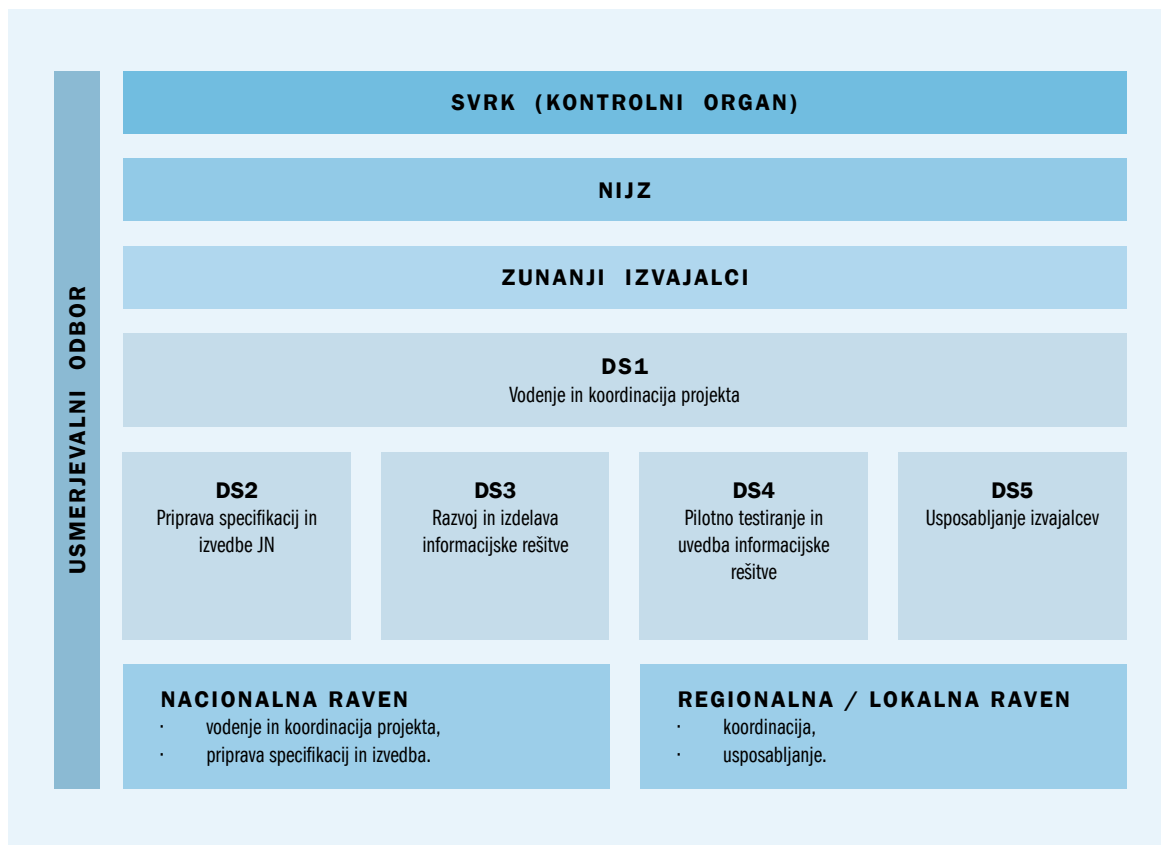 USMERJEVALNI ODBOR
SVRK (KONTROLNI ORGAN)
NIJZ
ZUNANJI IZVAJALCI
DS1
Vodenje in koordinacija projekta
DS2
Priprava specifikacij in
izvedbe JN
DS3
Razvoj in izdelava
informacijske rešitve
DS4
Pilotno testiranje in
uvedba informacijske
rešitve
DS5
Usposabljanje izvajalcev
NACIONALNA RAVEN
· vodenje in koordinacija projekta,
· priprava specifikacij in izvedba.
REGIONALNA / LOKALNA RAVEN
· koordinacija,
· usposabljanje.